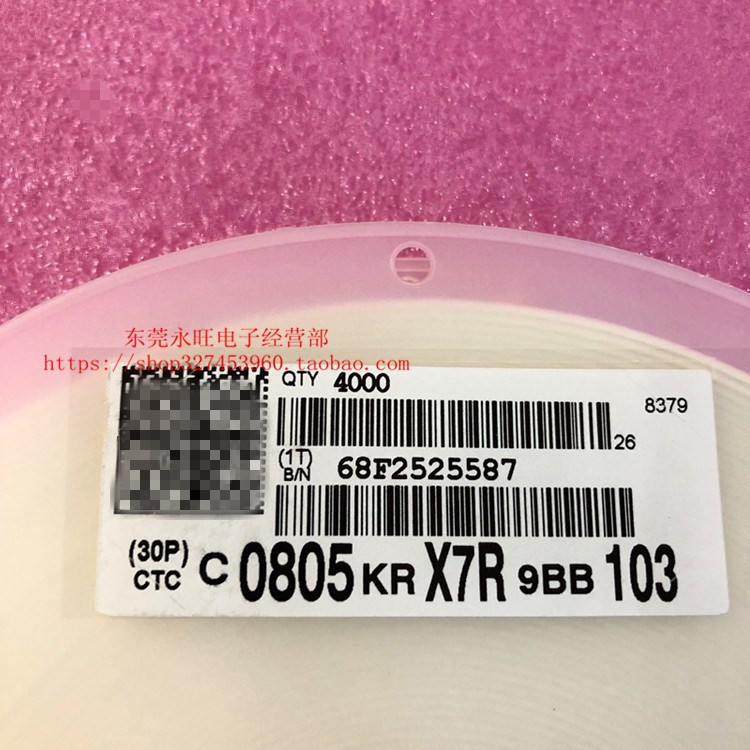 东莞永旺电子经营部
https://shop327453960.taobao.com
QTY 4000
8379
26
(1T) B/N 68F2525587
(30P) CTC C 0805 KR X7R 9BB 103